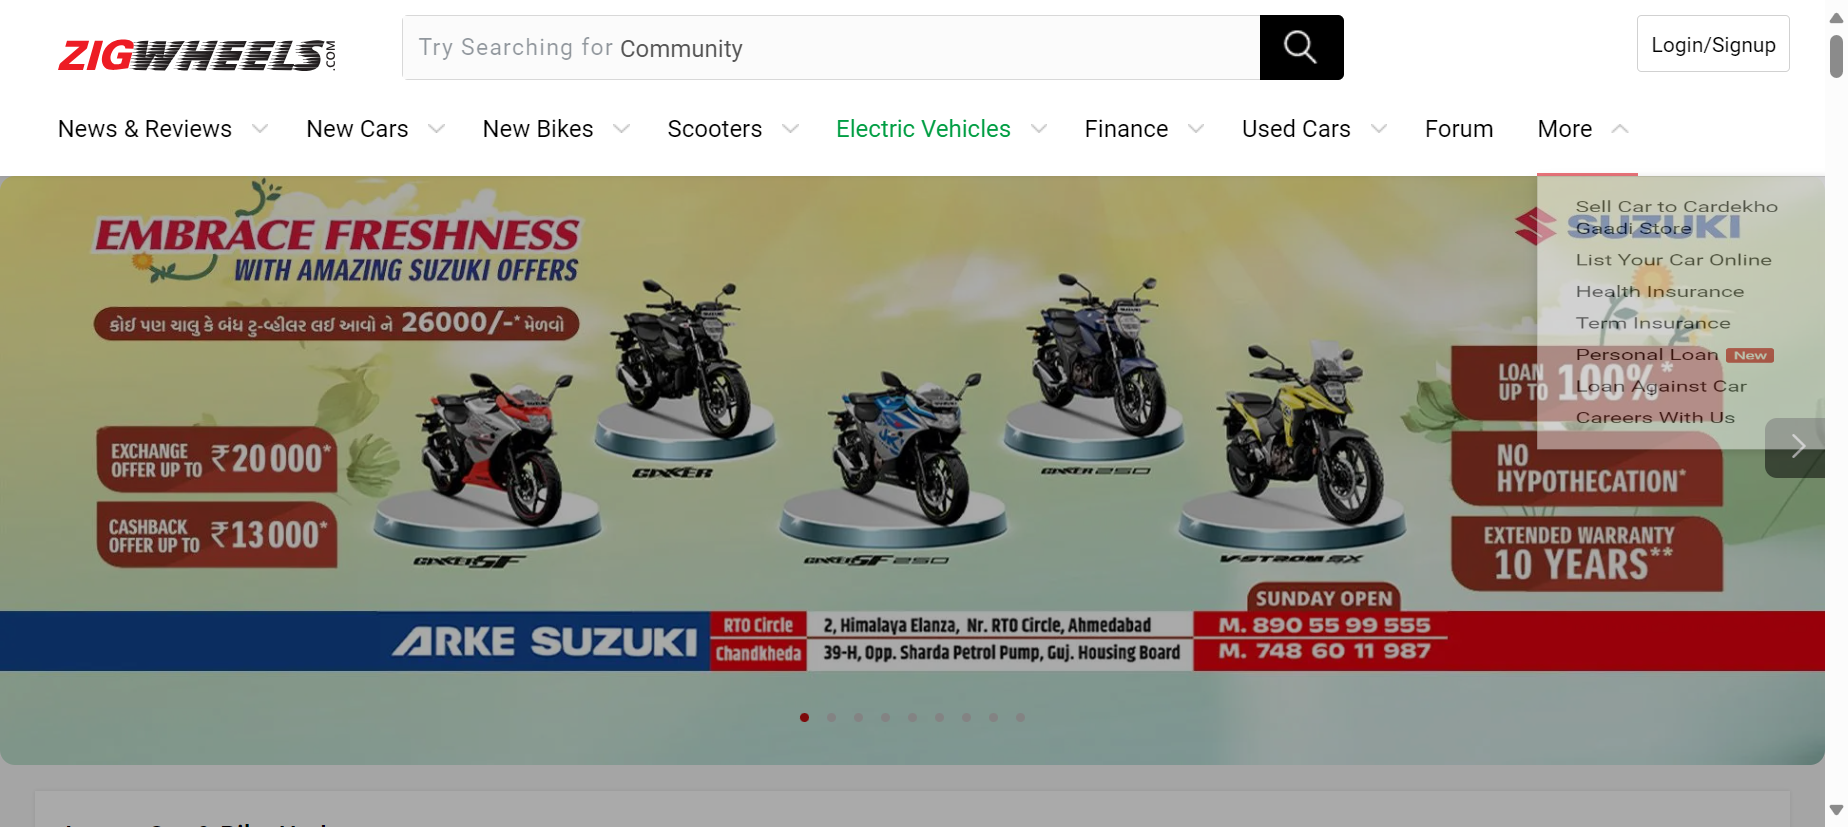 ZIGWHEELS.COM
Try Searching for Community
Login/Signup
News & Reviews
New Cars
New Bikes
Scooters
Electric Vehicles
Finance
Used Cars
Forum
More
EMBRACE FRESHNESS
WITH AMAZING SUZUKI OFFERS
કોઈ પણ ચાલુ કે બંધ ટુ-વ્હીલર લઈ આવો ને 26000/-* મેળવો
EXCHANGE
OFFER UP TO ₹20000*
CASHBACK
OFFER UP TO ₹13000*
GIXXER SF
GIXXER
GIXXER SF 250
GIXXER 250
V-STROM SX
SUZUKI
Sell Car to Cardekho
Gaadi Store
List Your Car Online
Health Insurance
Term Insurance
Personal Loan New
Loan Against Car
Careers With Us
LOAN
UP TO 100%*
NO
HYPOTHECATION*
EXTENDED WARRANTY
10 YEARS**
SUNDAY OPEN
ARKE SUZUKI
RTO Circle
2, Himalaya Elanza, Nr. RTO Circle, Ahmedabad
M. 890 55 99 555
Chandkheda
39-H, Opp. Sharda Petrol Pump, Guj. Housing Board
M. 748 60 11 987